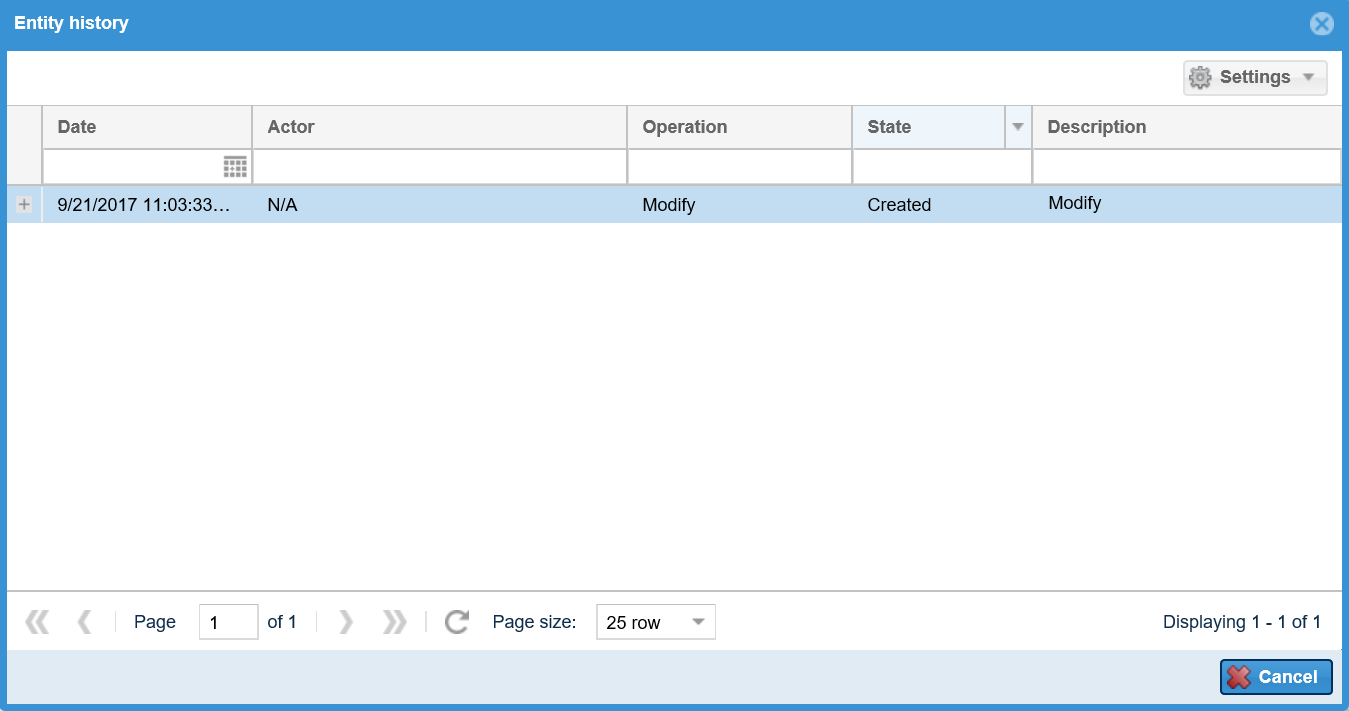 Entity history
Settings
Date Actor Operation State Description
9/21/2017 11:03:33... N/A Modify Created Modify
Page 1 of 1 Page size: 25 row Displaying 1 - 1 of 1
Cancel